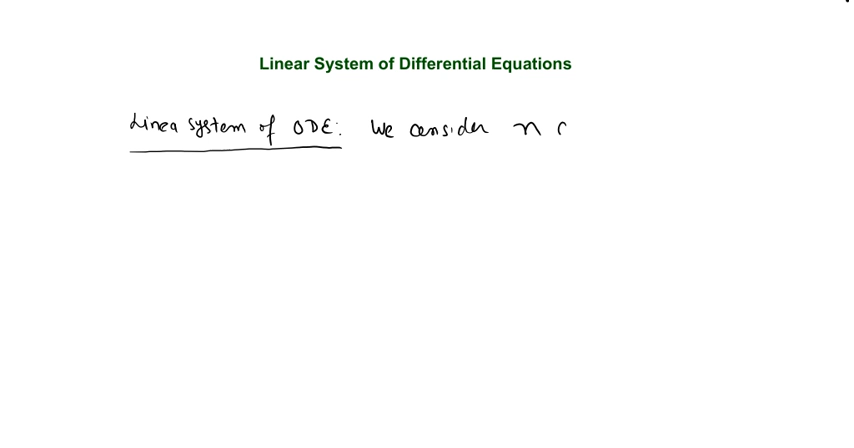 Linear System of Differential Equations
Linea system of ODE: We consider n